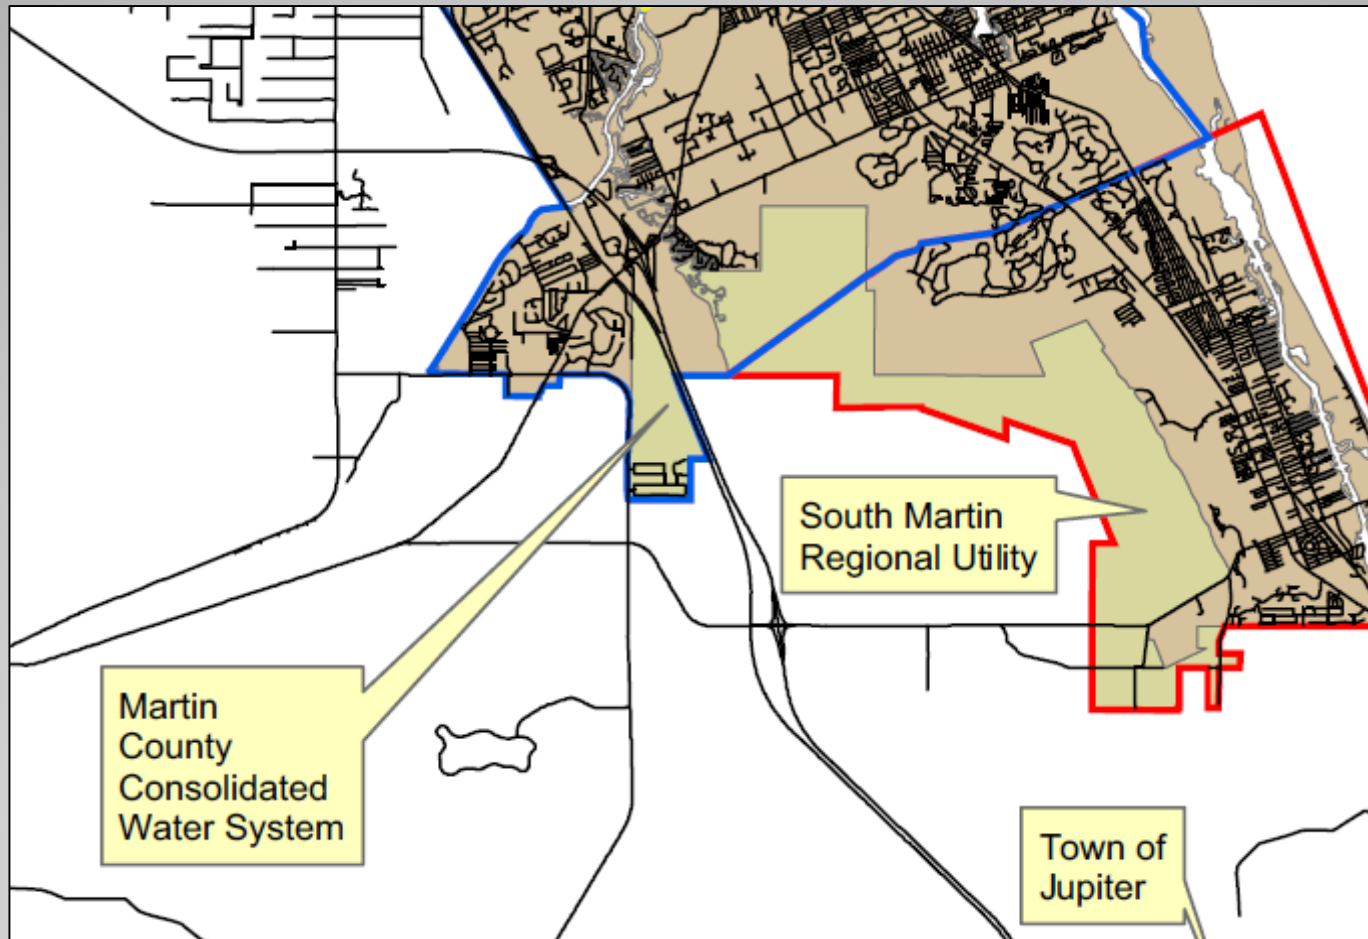 South Martin
Regional Utility
Martin
County
Consolidated
Water System
Town of
Jupiter